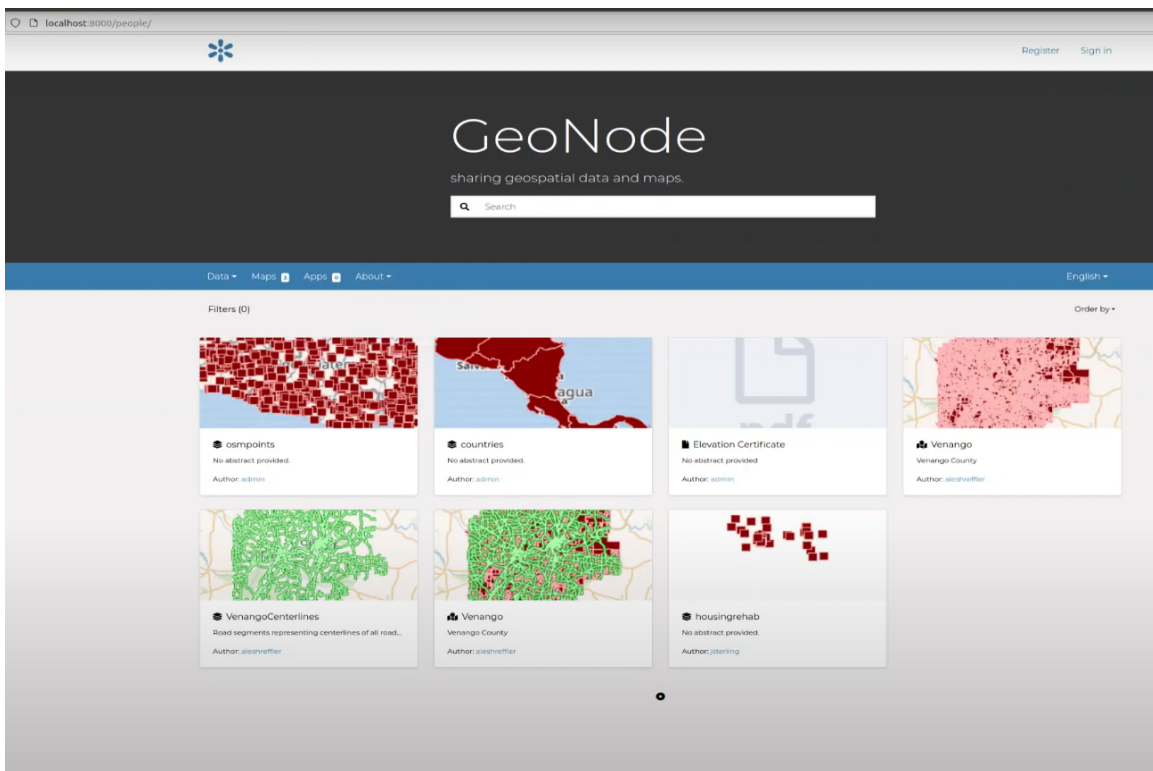 localhost:8000/people/
Register Sign in
GeoNode
sharing geospatial data and maps.
Search
Data Maps Apps About English
Filters (0) Order by
osmpoints
No abstract provided.
Author: admin
agua
countries
No abstract provided.
Author: admin
pdf
Elevation Certificate
No abstract provided
Author: admin
Venango
Venango County
Author: aleshreffler
VenangoCenterlines
Road segments representing centerlines of all road...
Author: aleshreffler
Venango
Venango County
Author: aleshreffler
housingrehab
No abstract provided.
Author: jsterling